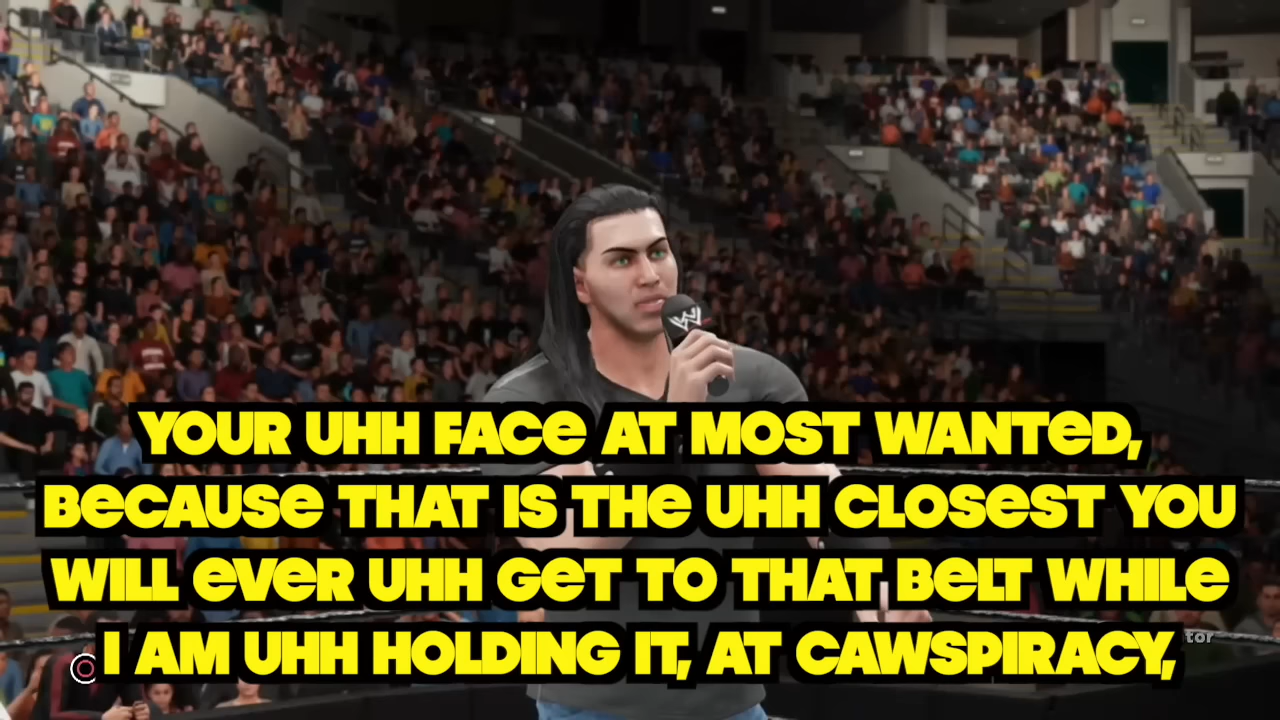 YOUR UHH FACE AT MOST WANTED,
BECAUSE THAT IS THE UHH CLOSEST YOU
WILL EVER UHH GET TO THAT BELT WHILE
I AM UHH HOLDING IT, AT CAWSPIRACY,
tor